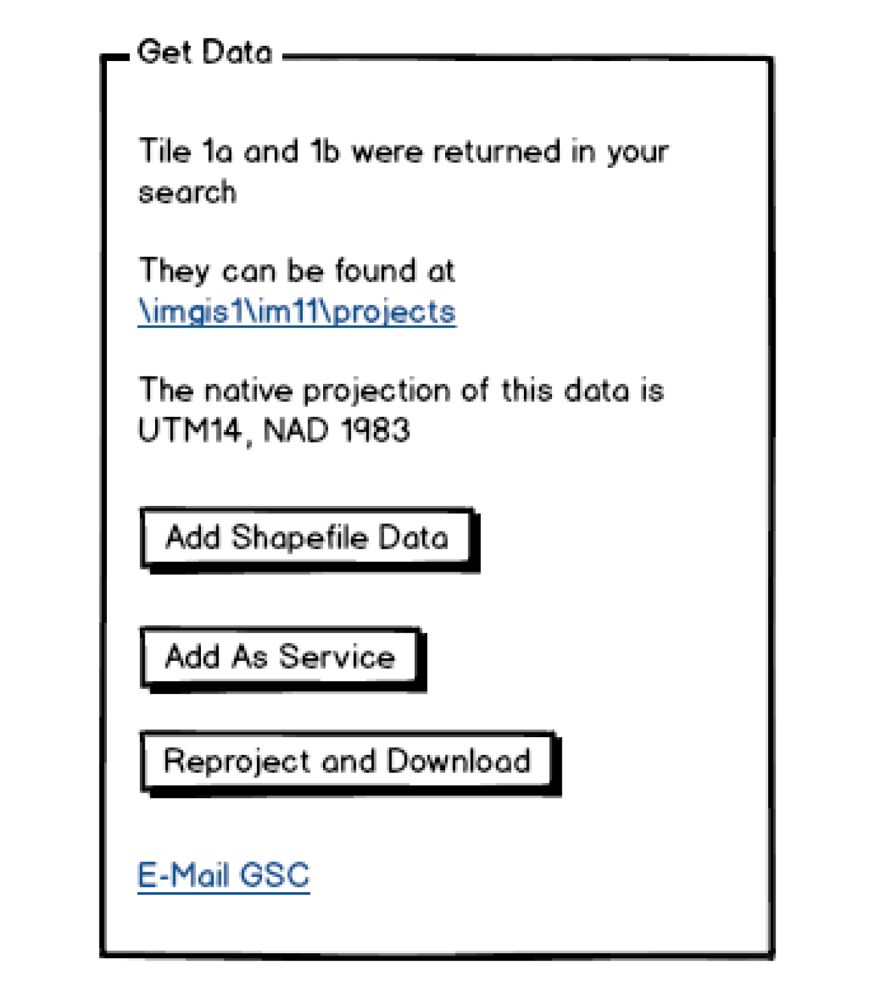 Get Data
Tile 1a and 1b were returned in your
search
They can be found at
\imgis1\im11\projects
The native projection of this data is
UTM14, NAD 1983
Add Shapefile Data
Add As Service
Reproject and Download
E-Mail GSC